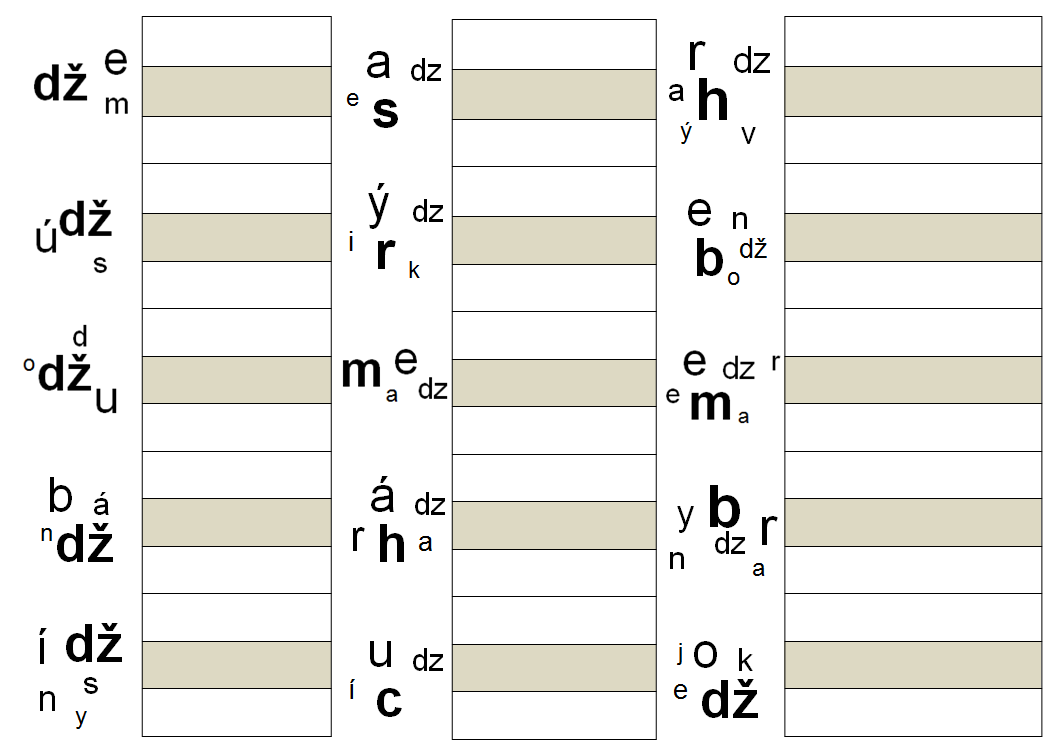 dž e m
a dz e s
r dz a h ý v
ú dž s
ý dz i r k
e n b dž o
d o dž u
m e a dz
e dz r e m a
b á n dž
á dz r h a
y b r n dz a
í dž n s y
u dz í c
j o k e dž